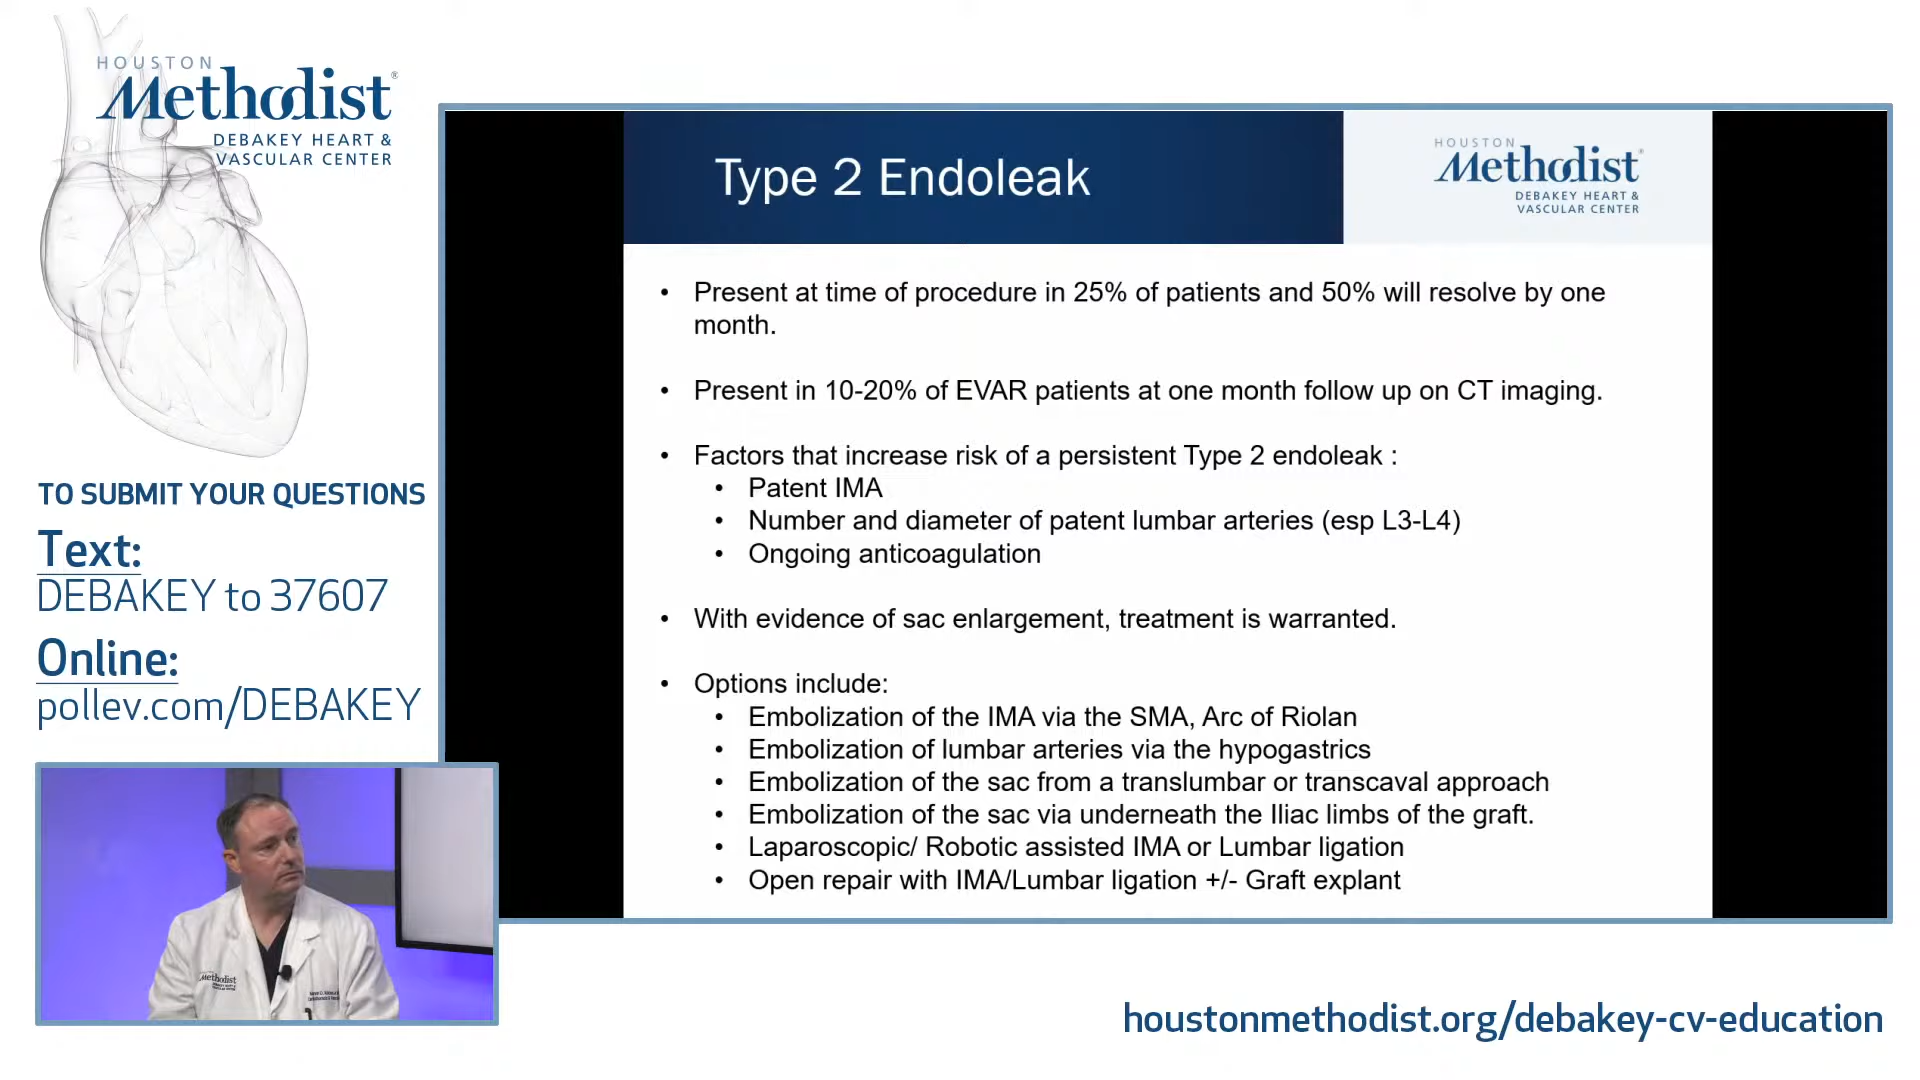 HOUSTON
Methodist®
DEBAKEY HEART &
VASCULAR CENTER
TO SUBMIT YOUR QUESTIONS
Text:
DEBAKEY to 37607
Online:
pollev.com/DEBAKEY
Type 2 Endoleak
HOUSTON
Methodist®
DEBAKEY HEART &
VASCULAR CENTER
• Present at time of procedure in 25% of patients and 50% will resolve by one
month.
• Present in 10-20% of EVAR patients at one month follow up on CT imaging.
• Factors that increase risk of a persistent Type 2 endoleak :
• Patent IMA
• Number and diameter of patent lumbar arteries (esp L3-L4)
• Ongoing anticoagulation
• With evidence of sac enlargement, treatment is warranted.
• Options include:
• Embolization of the IMA via the SMA, Arc of Riolan
• Embolization of lumbar arteries via the hypogastrics
• Embolization of the sac from a translumbar or transcaval approach
• Embolization of the sac via underneath the Iliac limbs of the graft.
• Laparoscopic/ Robotic assisted IMA or Lumbar ligation
• Open repair with IMA/Lumbar ligation +/- Graft explant
Methodist
houstonmethodist.org/debakey-cv-education